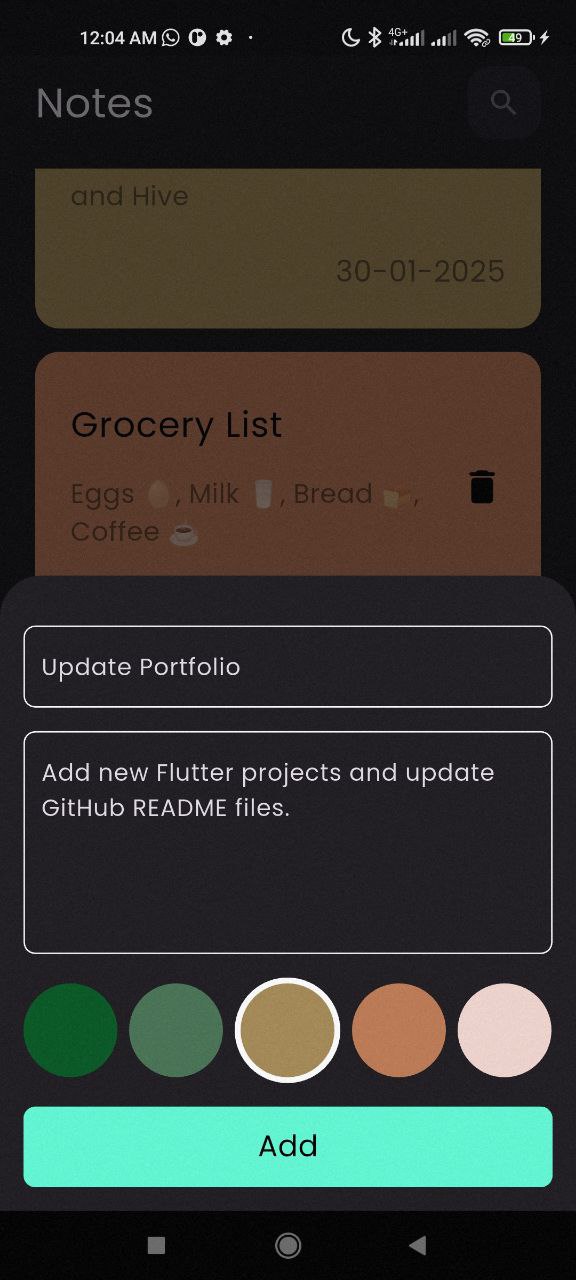 12:04 AM
4G+
49
Notes
and Hive
30-01-2025
Grocery List
Eggs 🥚, Milk 🥛, Bread 🍞,
Coffee ☕
Update Portfolio
Add new Flutter projects and update
GitHub README files.
Add